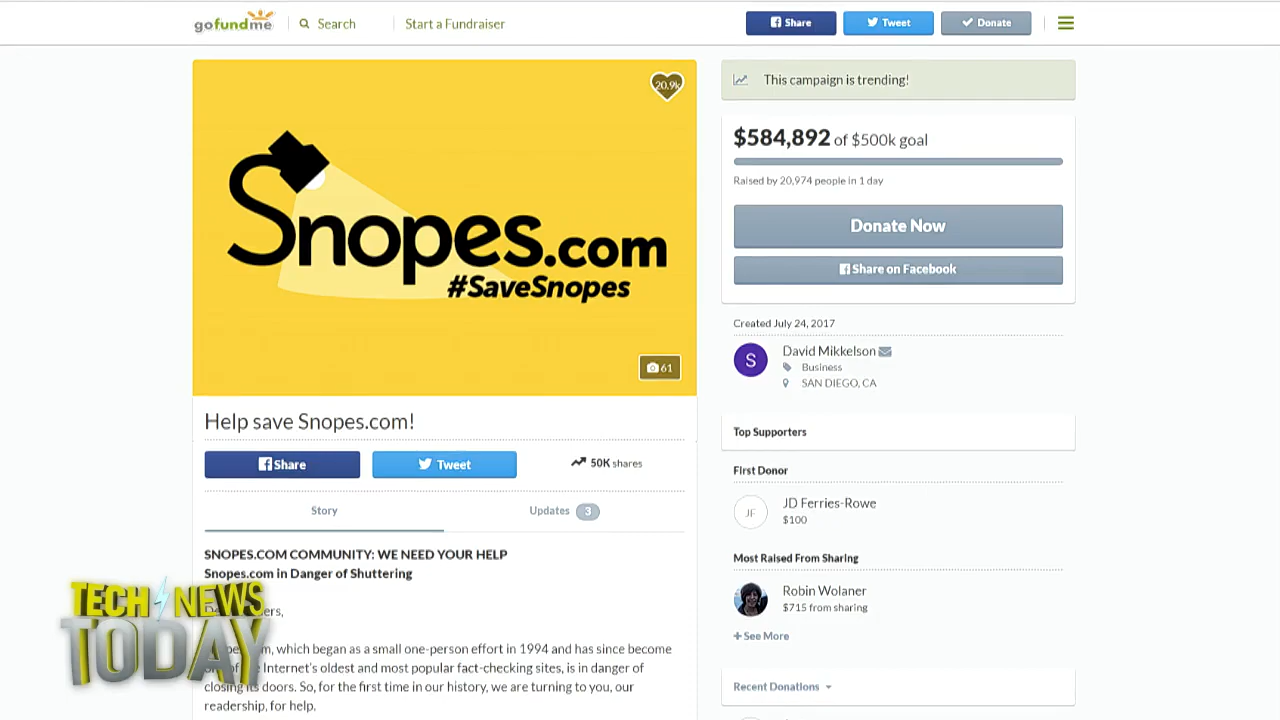 gofundme
Search
Start a Fundraiser
Share
Tweet
Donate
20.9k
Snopes.com
#SaveSnopes
61
Help save Snopes.com!
Share
Tweet
50K shares
Story
Updates 3
SNOPES.COM COMMUNITY: WE NEED YOUR HELP
Snopes.com in Danger of Shuttering
ers,
m, which began as a small one-person effort in 1994 and has since become
Internet's oldest and most popular fact-checking sites, is in danger of
closing its doors. So, for the first time in our history, we are turning to you, our
readership, for help.
TECH NEWS
TODAY
This campaign is trending!
$584,892 of $500k goal
Raised by 20,974 people in 1 day
Donate Now
Share on Facebook
Created July 24, 2017
S
David Mikkelson
Business
SAN DIEGO, CA
Top Supporters
First Donor
JF
JD Ferries-Rowe
$100
Most Raised From Sharing
Robin Wolaner
$715 from sharing
+ See More
Recent Donations